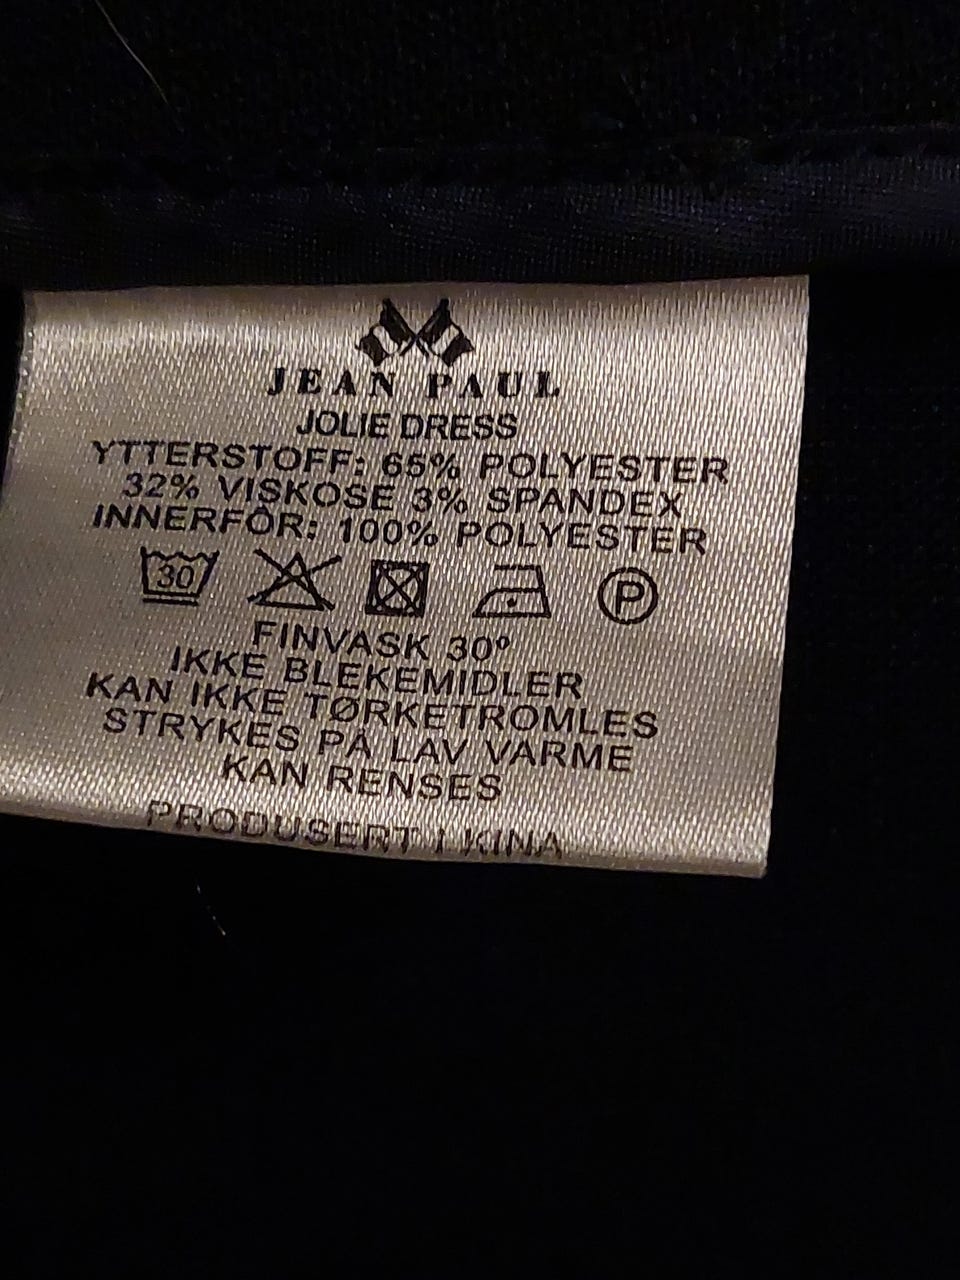 JEAN PAUL
JOLIE DRESS
YTTERSTOFF: 65% POLYESTER
32% VISKOSE 3% SPANDEX
INNERFÔR: 100% POLYESTER
30 P
FINVASK 30°
IKKE BLEKEMIDLER
KAN IKKE TØRKETROMLES
STRYKES PÅ LAV VARME
KAN RENSES
PRODUSERT I KINA